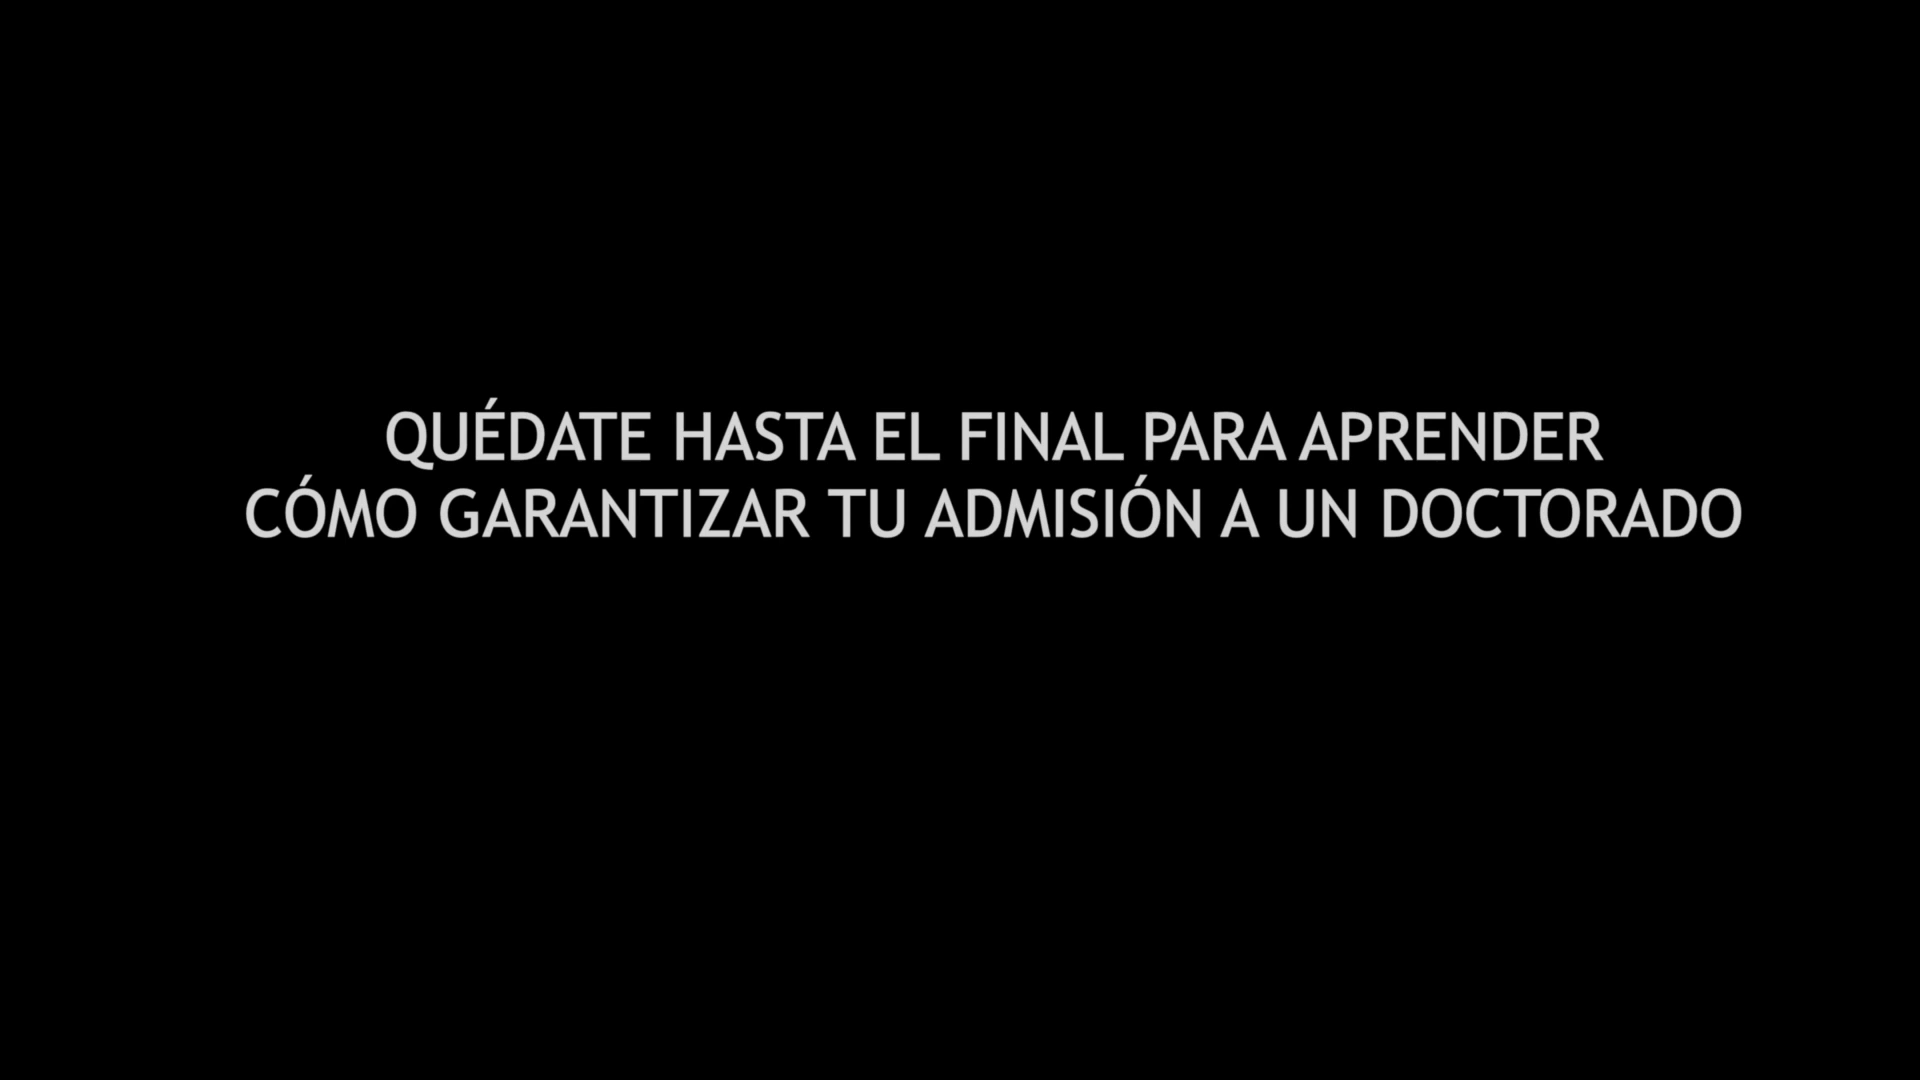 QUÉDATE HASTA EL FINAL PARA APRENDER
CÓMO GARANTIZAR TU ADMISIÓN A UN DOCTORADO